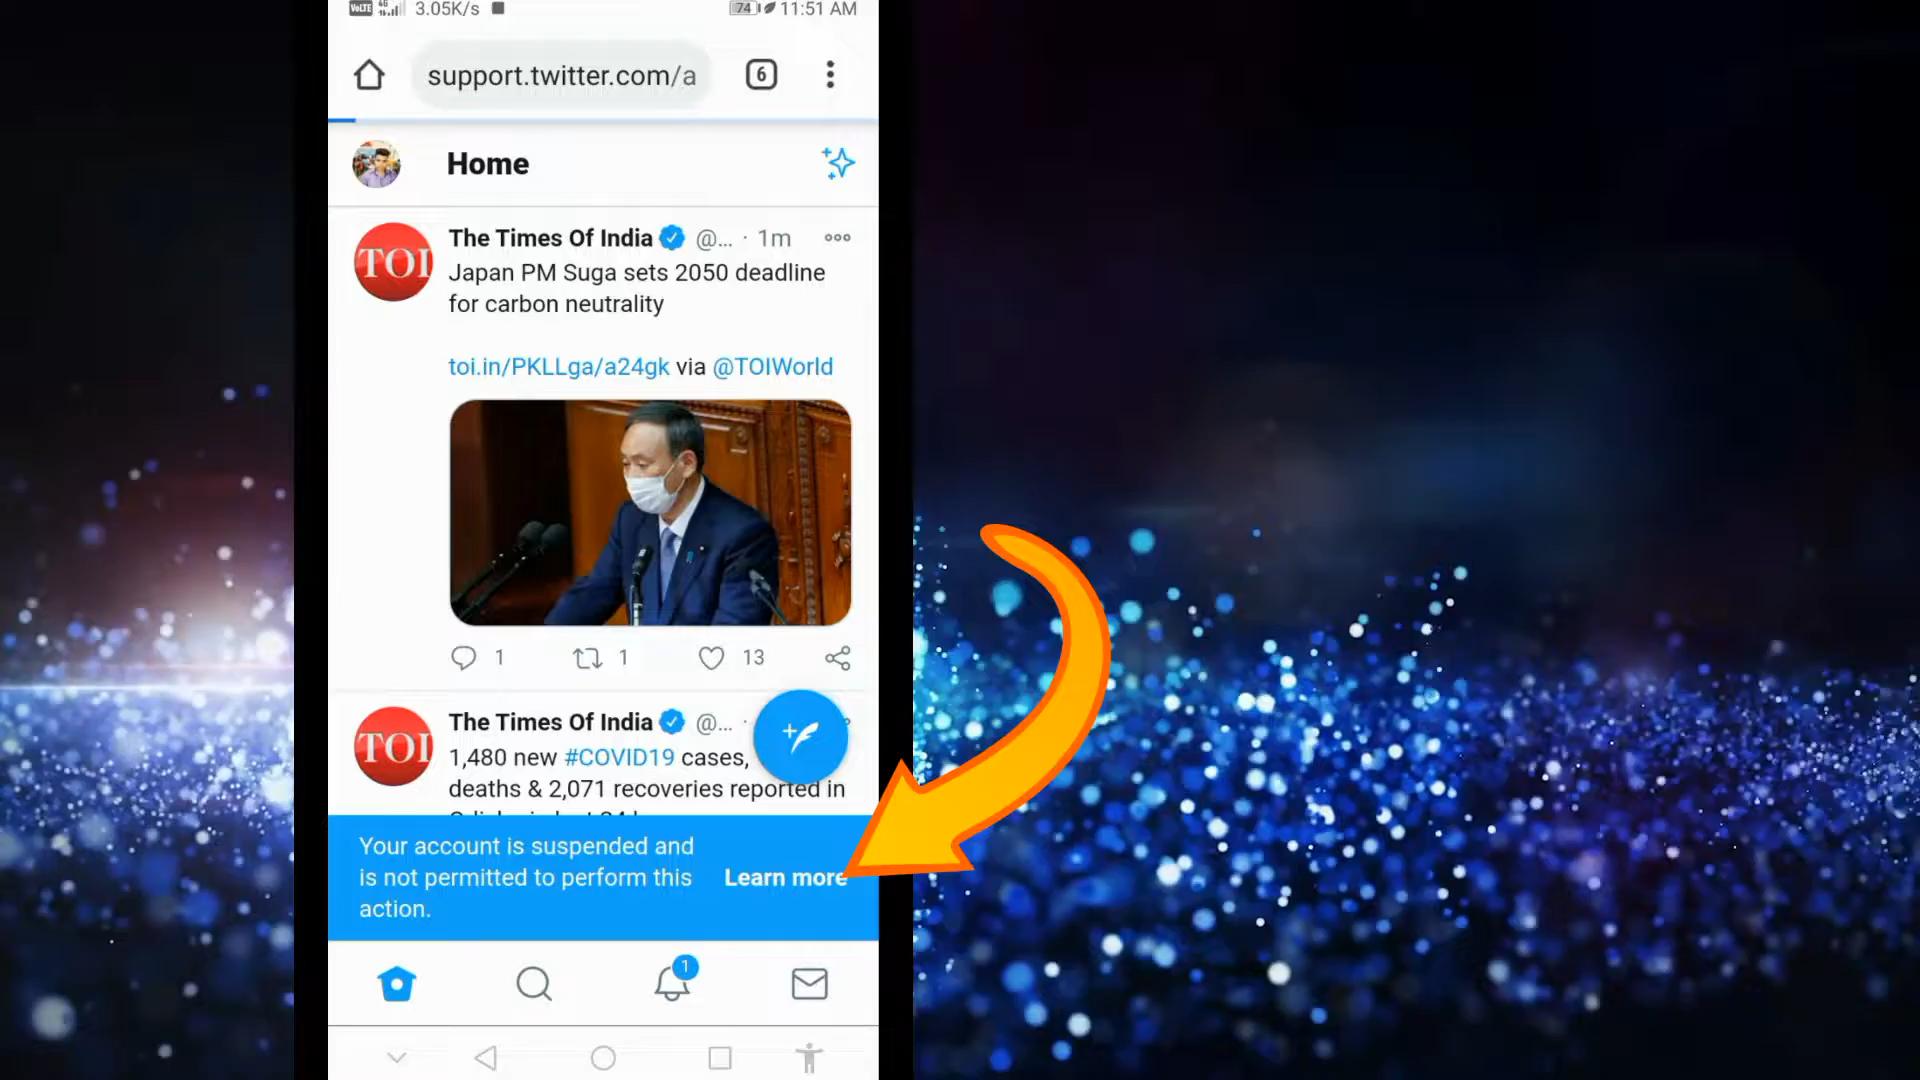 VoLTE 4G 3.05K/s 74 11:51 AM
support.twitter.com/a 6
Home
TOI
The Times Of India @... · 1m
Japan PM Suga sets 2050 deadline
for carbon neutrality
toi.in/PKLLga/a24gk via @TOIWorld
1 1 13
TOI
The Times Of India @... ·
1,480 new #COVID19 cases,
deaths & 2,071 recoveries reported in
Your account is suspended and
is not permitted to perform this
action.
Learn more
1